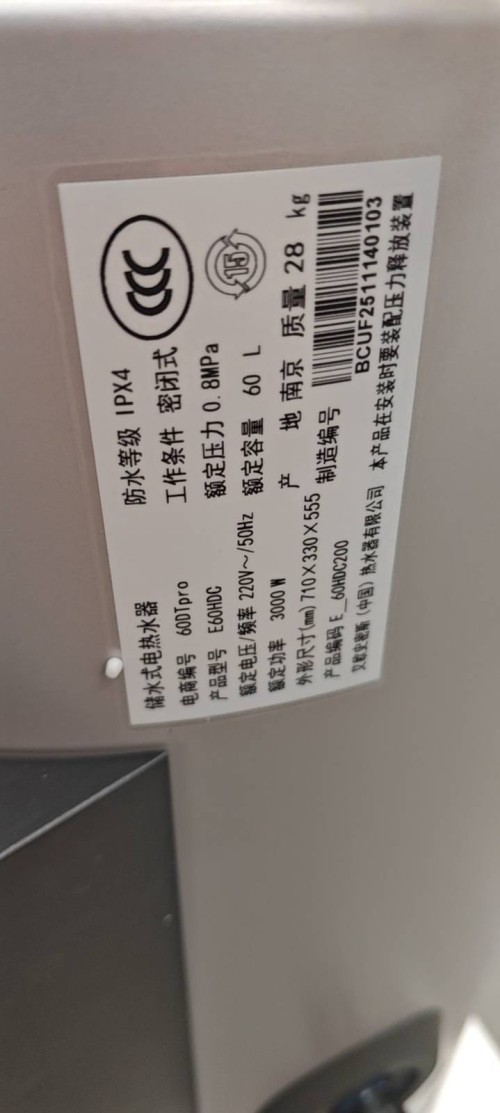 储水式电热水器
防水等级 IPX4
CCC
电商编号 60DTpro
工作条件 密闭式
产品型号 E60HDC
额定压力 0.8MPa
15
额定电压/频率 220V～/50Hz
额定容量 60 L
额定功率 3000 W
产 地 南京 质量 28 kg
外形尺寸(mm) 710×330×555
制造编号
BCUF2511140103
产品编码 E_60HDC200
艾欧史密斯（中国）热水器有限公司 本产品在安装时要装配压力释放装置